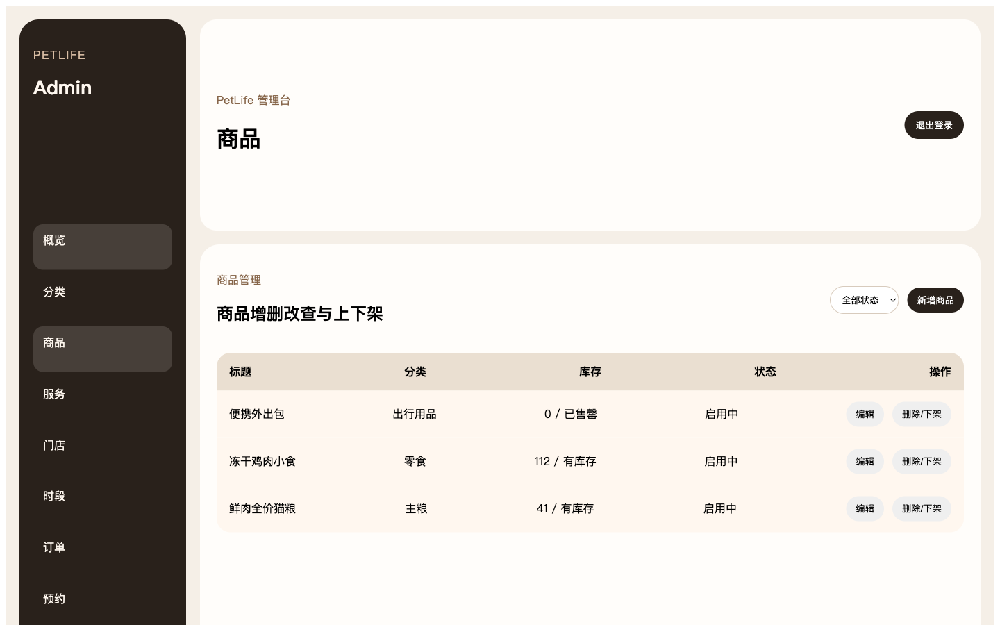 PETLIFE
Admin
概览
分类
商品
服务
门店
时段
订单
预约
PetLife 管理台
商品
退出登录
商品管理
商品增删改查与上下架
全部状态
新增商品
标题 分类 库存 状态 操作
便携外出包 出行用品 0 / 已售罄 启用中 编辑 删除/下架
冻干鸡肉小食 零食 112 / 有库存 启用中 编辑 删除/下架
鲜肉全价猫粮 主粮 41 / 有库存 启用中 编辑 删除/下架